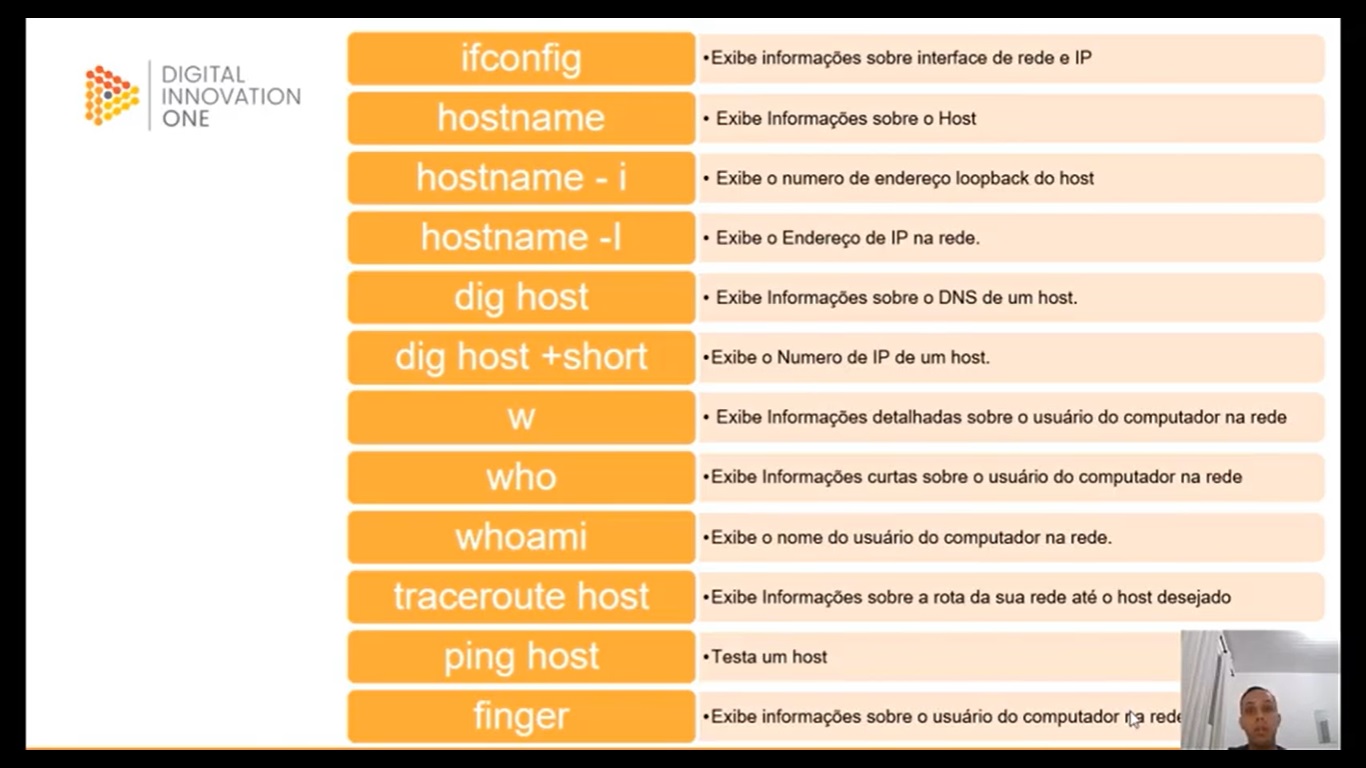 DIGITAL
INNOVATION
ONE
ifconfig
•Exibe informações sobre interface de rede e IP
hostname
• Exibe Informações sobre o Host
hostname - i
• Exibe o numero de endereço loopback do host
hostname -I
• Exibe o Endereço de IP na rede.
dig host
• Exibe Informações sobre o DNS de um host.
dig host +short
•Exibe o Numero de IP de um host.
w
• Exibe Informações detalhadas sobre o usuário do computador na rede
who
•Exibe Informações curtas sobre o usuário do computador na rede
whoami
•Exibe o nome do usuário do computador na rede.
traceroute host
•Exibe Informações sobre a rota da sua rede até o host desejado
ping host
•Testa um host
finger
•Exibe informações sobre o usuário do computador na rede